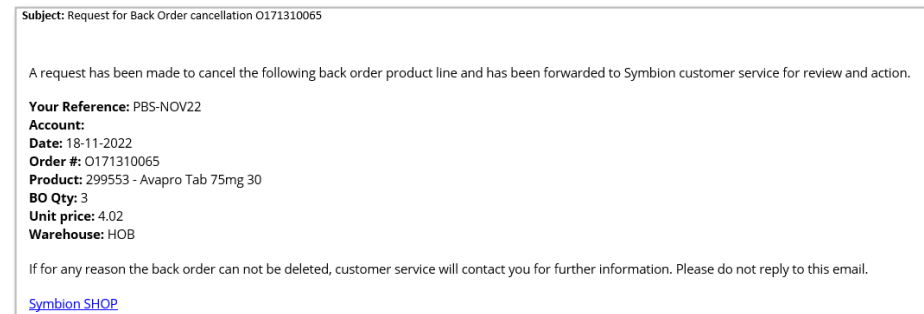 Subject: Request for Back Order cancellation O171310065
A request has been made to cancel the following back order product line and has been forwarded to Symbion customer service for review and action.
Your Reference: PBS-NOV22
Account:
Date: 18-11-2022
Order #: O171310065
Product: 299553 - Avapro Tab 75mg 30
BO Qty: 3
Unit price: 4.02
Warehouse: HOB
If for any reason the back order can not be deleted, customer service will contact you for further information. Please do not reply to this email.
Symbion SHOP